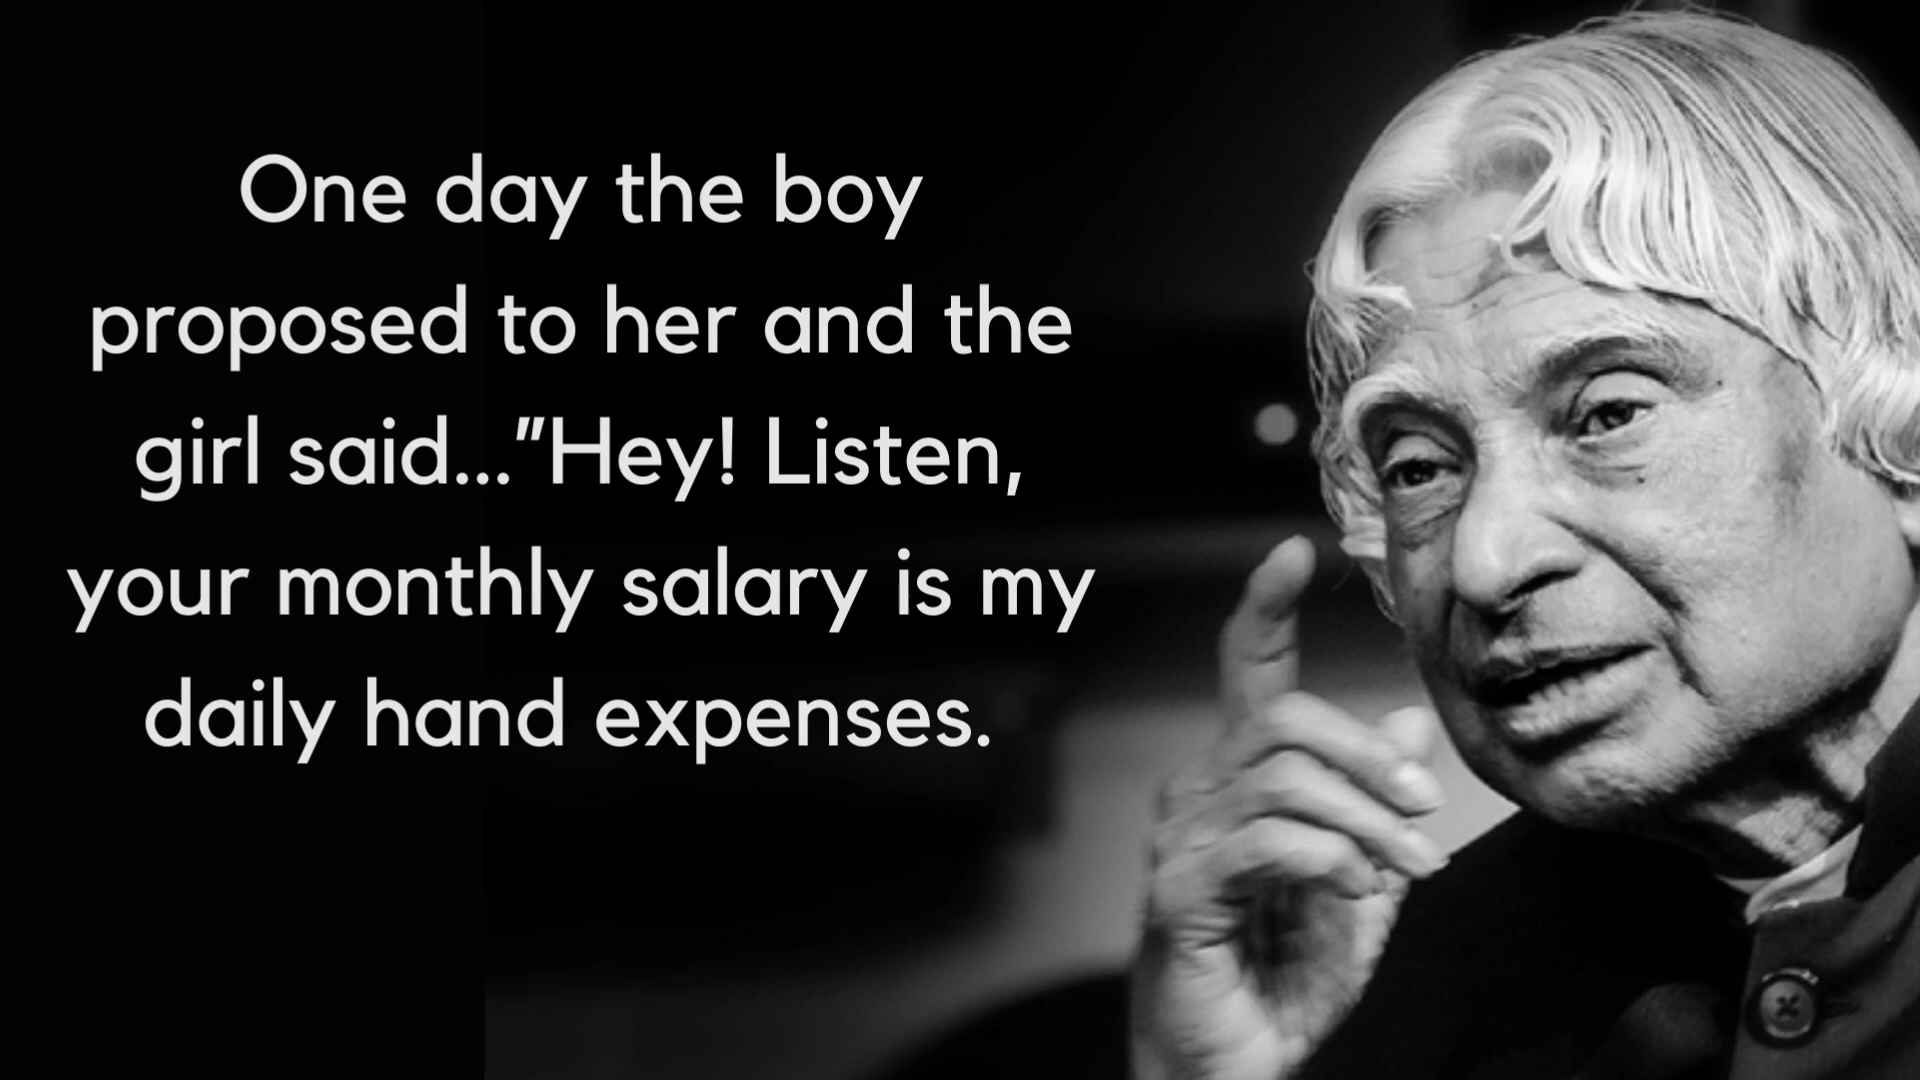 One day the boy
proposed to her and the
girl said..."Hey! Listen,
your monthly salary is my
daily hand expenses.